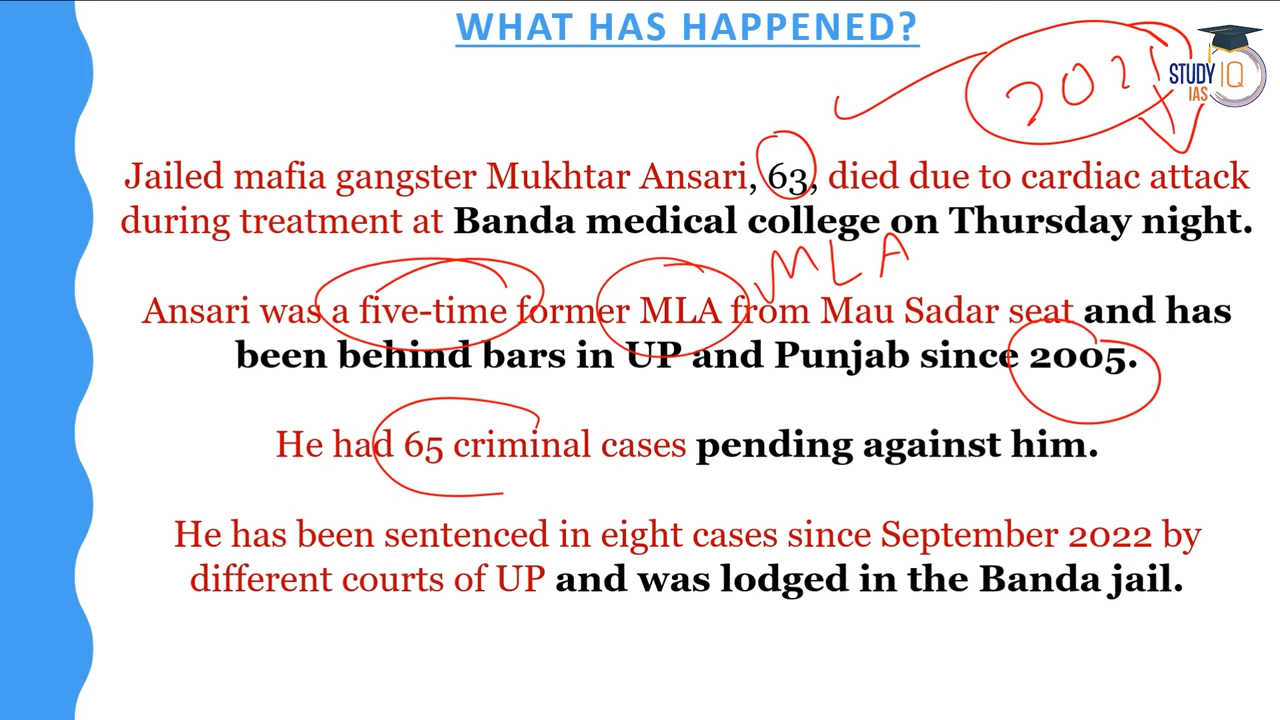 WHAT HAS HAPPENED?
STUDY IQ
IAS
Jailed mafia gangster Mukhtar Ansari, 63, died due to cardiac attack
during treatment at Banda medical college on Thursday night.
MLA
Ansari was a five-time former MLA from Mau Sadar seat and has
been behind bars in UP and Punjab since 2005.
He had 65 criminal cases pending against him.
He has been sentenced in eight cases since September 2022 by
different courts of UP and was lodged in the Banda jail.